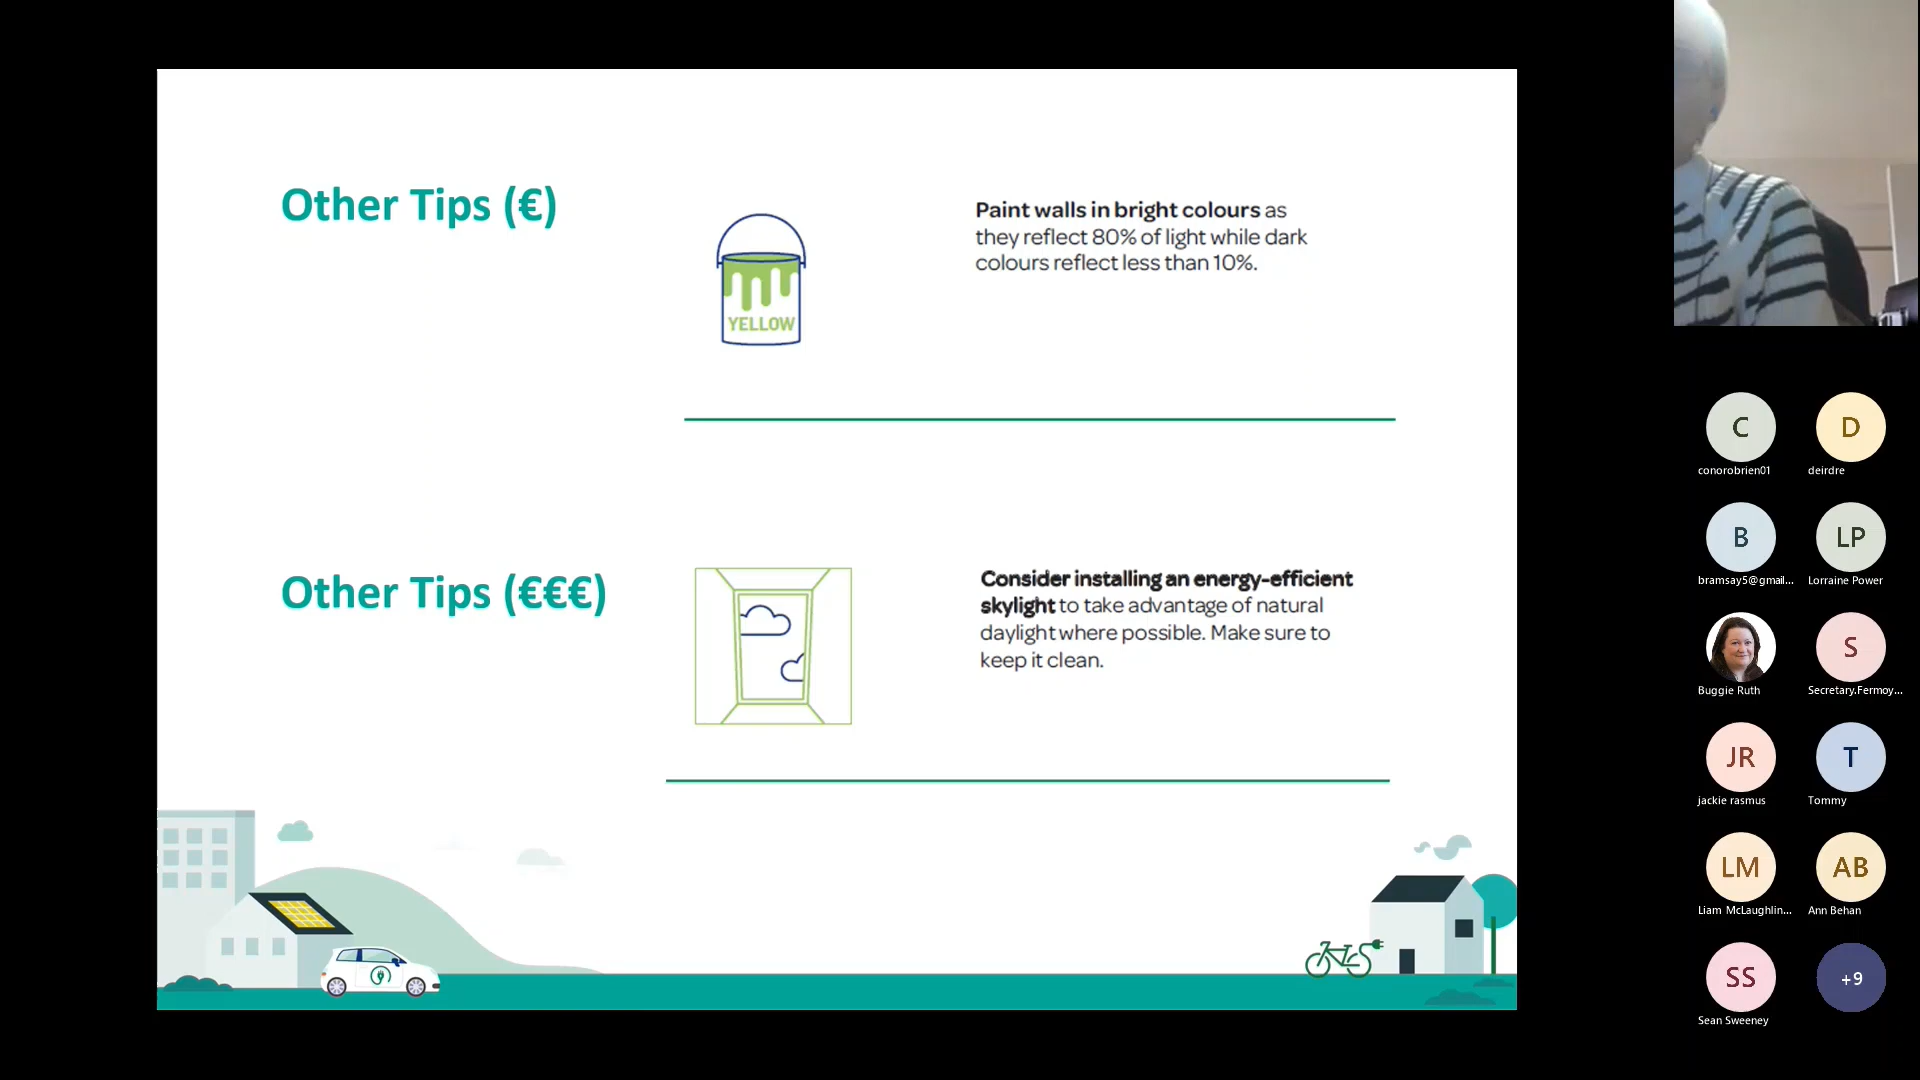 Other Tips (€)
YELLOW
Paint walls in bright colours as
they reflect 80% of light while dark
colours reflect less than 10%.
Other Tips (€€€)
Consider installing an energy-efficient
skylight to take advantage of natural
daylight where possible. Make sure to
keep it clean.
C
conorobrien01
D
deirdre
B
bramsay5@gmail...
LP
Lorraine Power
Buggie Ruth
S
Secretary.Fermoy...
JR
jackie rasmus
T
Tommy
LM
Liam McLaughlin...
AB
Ann Behan
SS
Sean Sweeney
+9